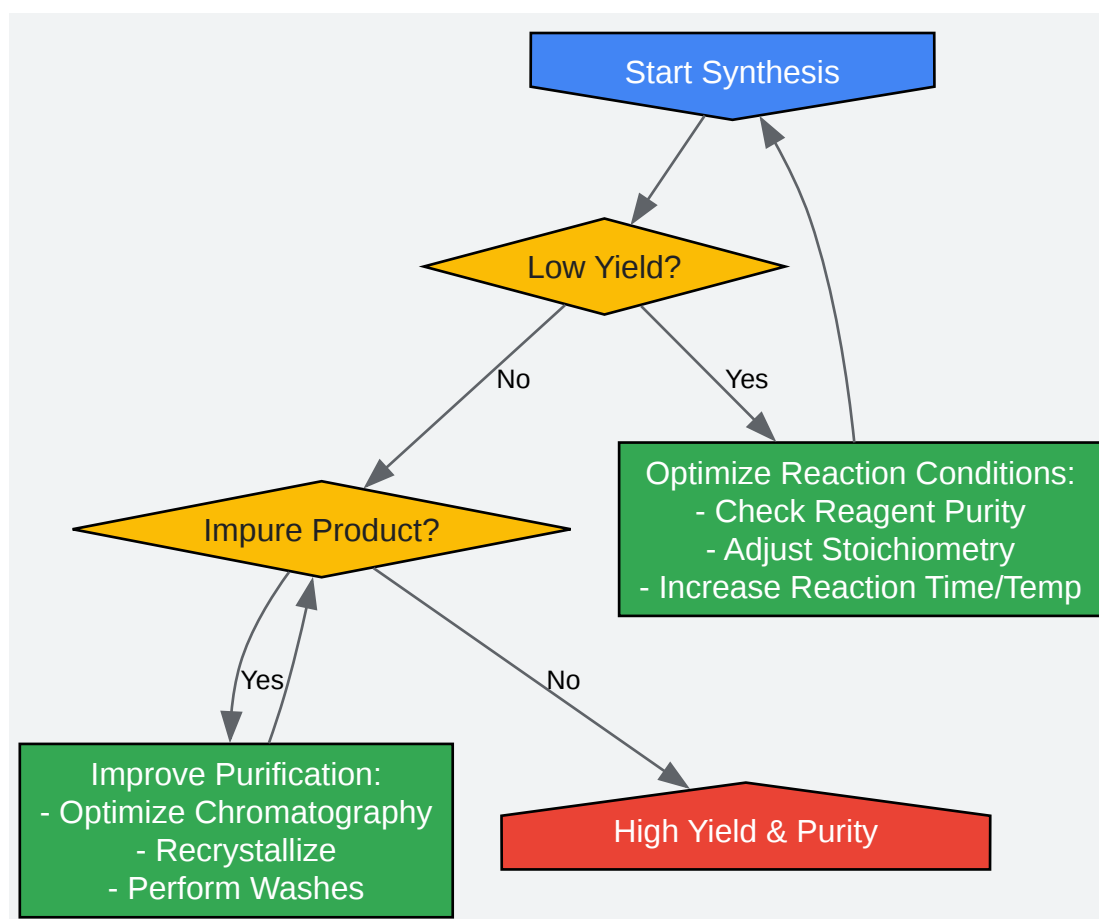 Start Synthesis
Low Yield?
No
Yes
Optimize Reaction Conditions:
- Check Reagent Purity
- Adjust Stoichiometry
- Increase Reaction Time/Temp
Impure Product?
Yes
No
Improve Purification:
- Optimize Chromatography
- Recrystallize
- Perform Washes
High Yield & Purity